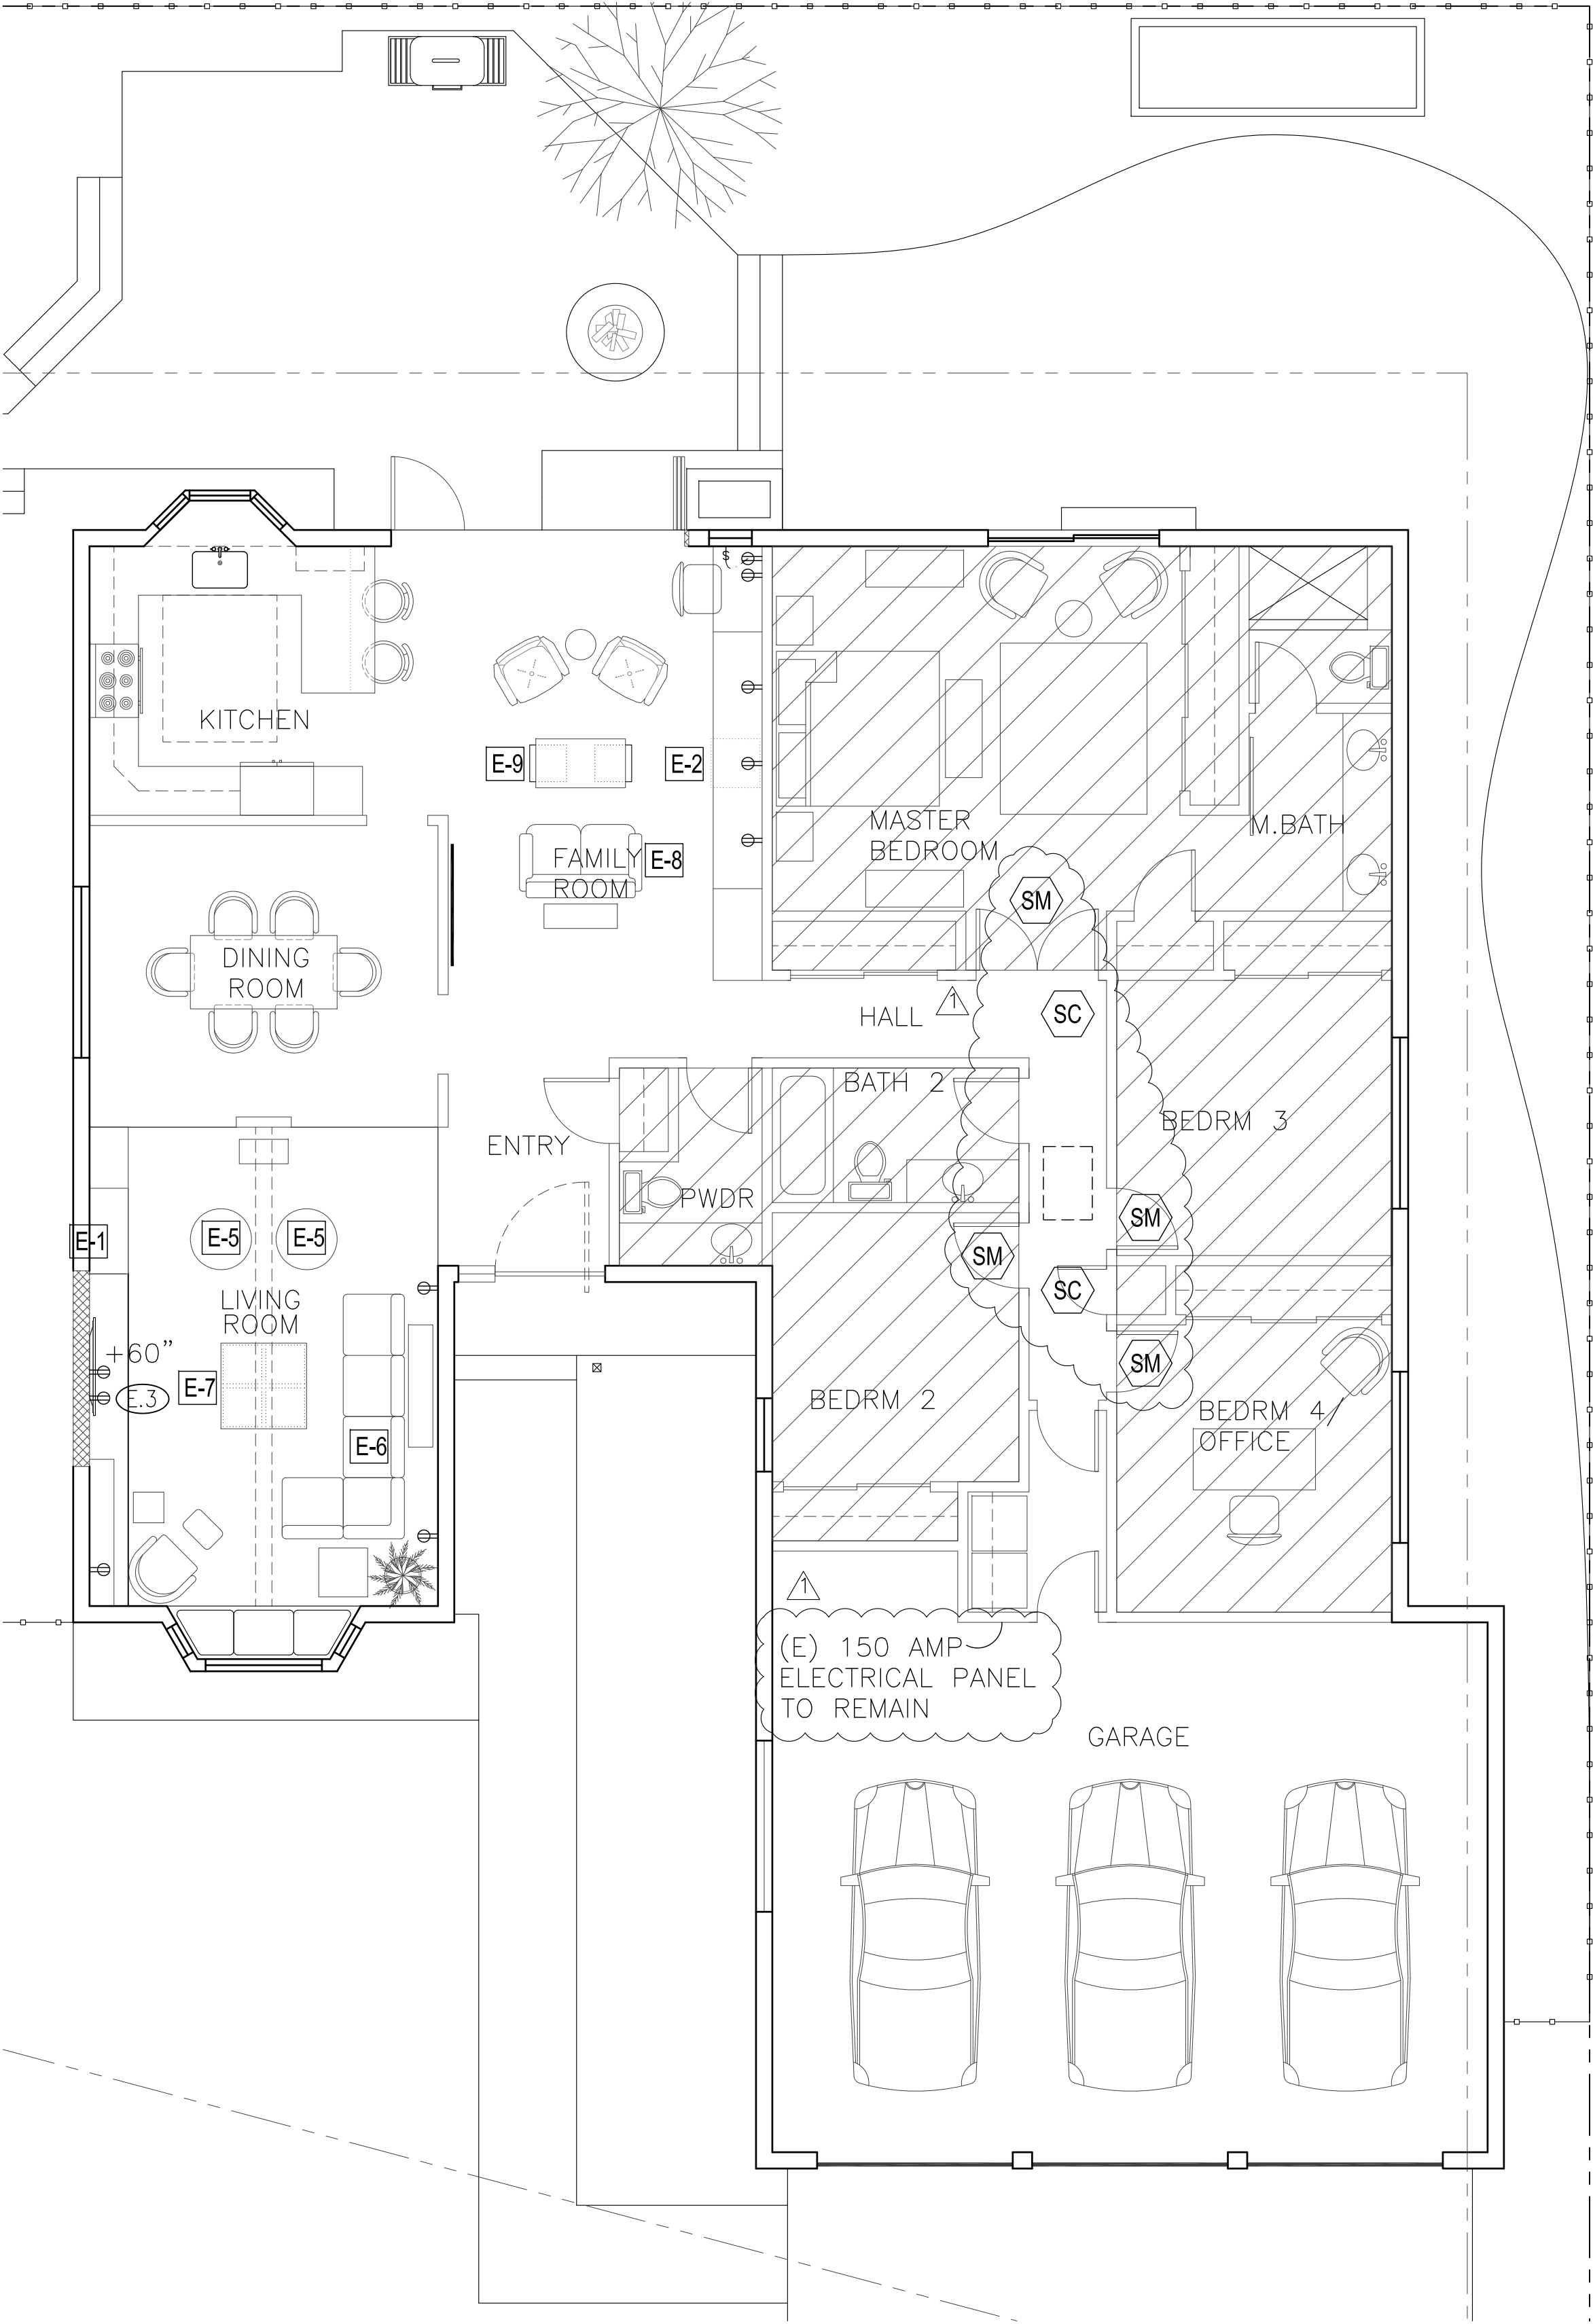 $
KITCHEN
E-9
E-2
MASTER
BEDROOM
M.BATH
FAMILY
ROOM
E-8
SM
DINING
ROOM
HALL
1
SC
BATH 2
BEDRM 3
ENTRY
PWDR
SM
E-1
E-5
E-5
SM
SC
LIVING
ROOM
+60"
SM
E-7
E.3
BEDRM 2
BEDRM 4/
OFFICE
E-6
1
(E) 150 AMP
ELECTRICAL PANEL
TO REMAIN
GARAGE